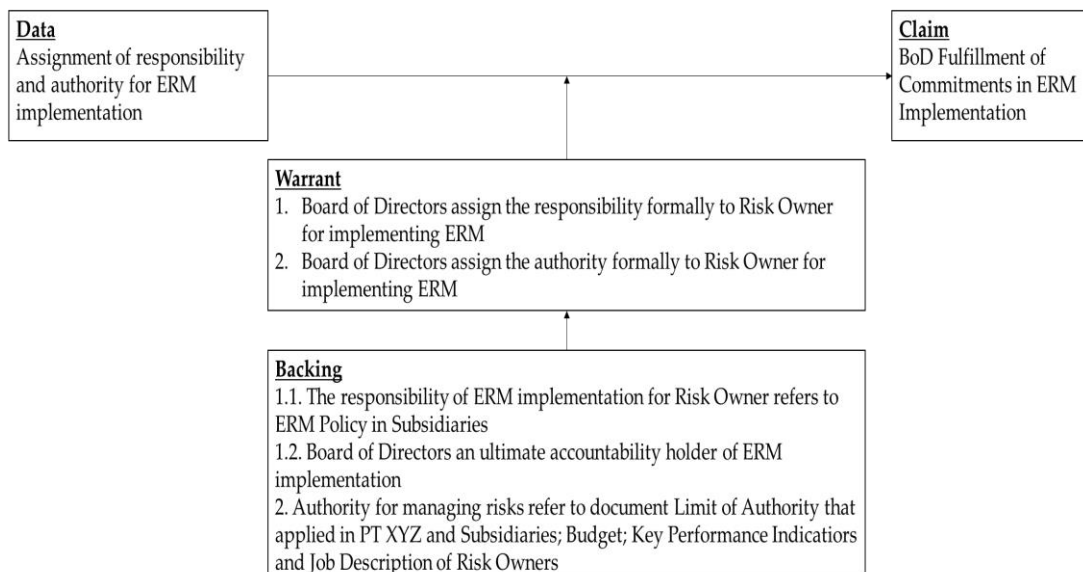 Data
Assignment of responsibility
and authority for ERM
implementation
Claim
BoD Fulfillment of
Commitments in ERM
Implementation
Warrant
1. Board of Directors assign the responsibility formally to Risk Owner
for implementing ERM
2. Board of Directors assign the authority formally to Risk Owner for
implementing ERM
Backing
1.1. The responsibility of ERM implementation for Risk Owner refers to
ERM Policy in Subsidiaries
1.2. Board of Directors an ultimate accountability holder of ERM
implementation
2. Authority for managing risks refer to document Limit of Authority that
applied in PT XYZ and Subsidiaries; Budget; Key Performance Indicatiors
and Job Description of Risk Owners